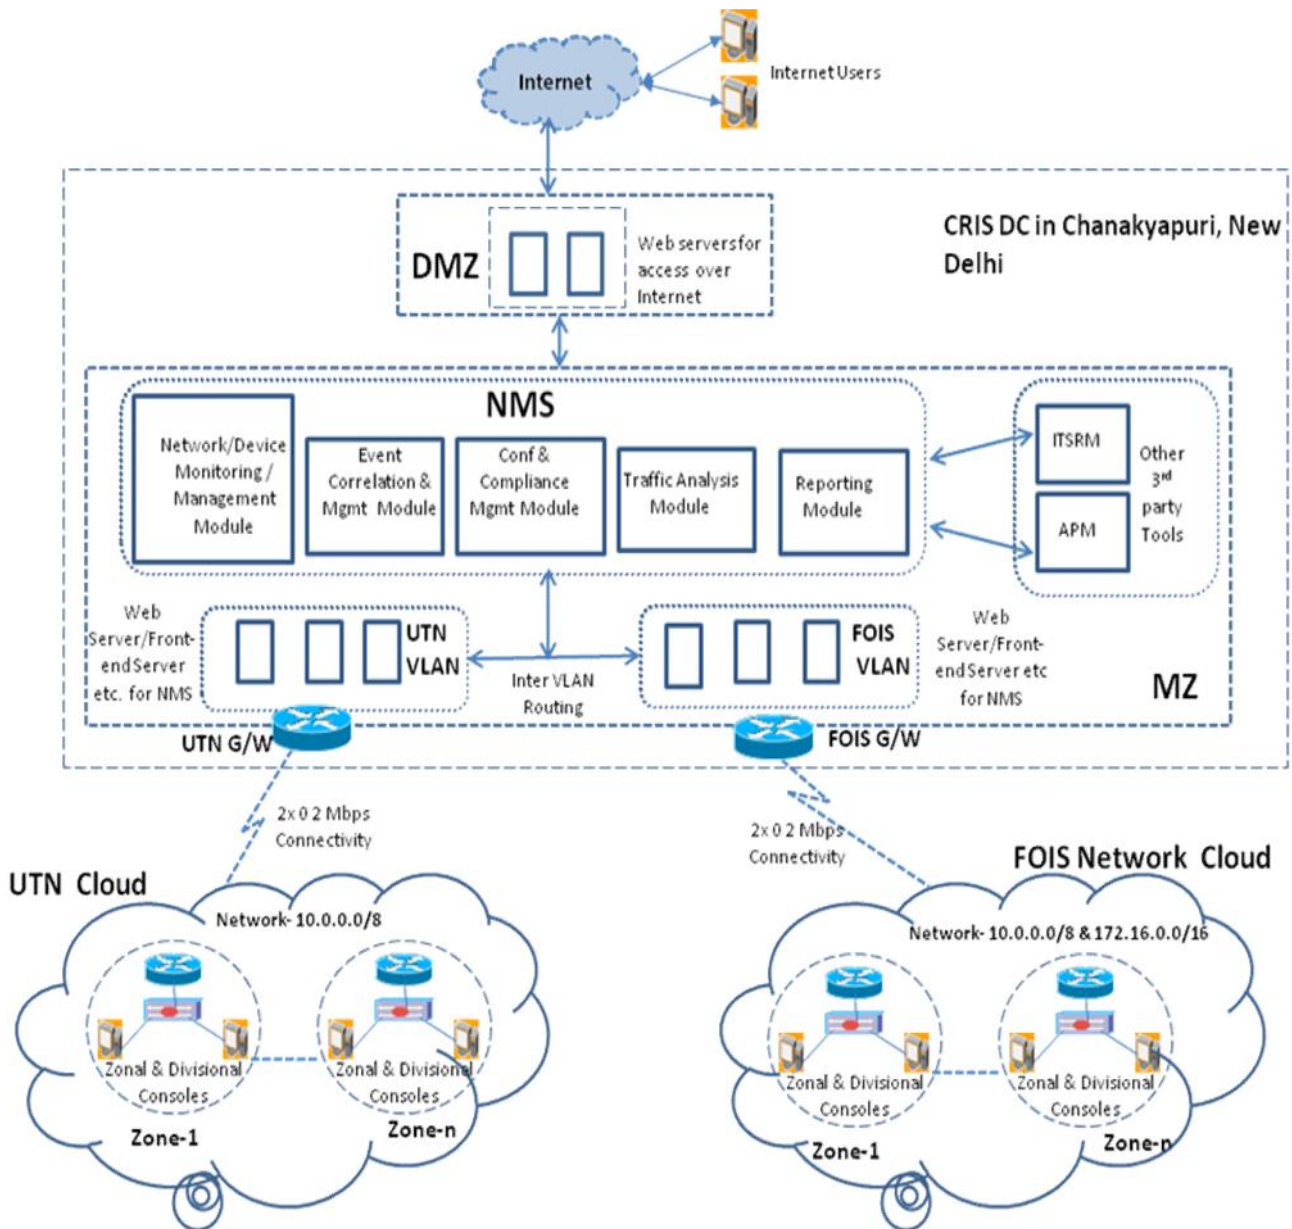 Internet
Internet Users
CRIS DC in Chanakyapuri, New
Delhi
DMZ
Web servers for
access over
Internet
NMS
Network/Device
Monitoring /
Management
Module
Event
Correlation &
Mgmt Module
Conf &
Compliance
Mgmt Module
Traffic Analysis
Module
Reporting
Module
ITSRM
APM
Other
3rd
party
Tools
Web
Server/Front-
end Server
etc. for NMS
UTN
VLAN
Inter VLAN
Routing
FOIS
VLAN
Web
Server/Front-
end Server etc
for NMS
MZ
UTN G/W
FOIS G/W
2x 0 2 Mbps
Connectivity
2x 0 2 Mbps
Connectivity
UTN Cloud
FOIS Network Cloud
Network- 10.0.0.0/8
Network- 10.0.0.0/8 & 172.16.0.0/16
Zonal & Divisional
Consoles
Zonal & Divisional
Consoles
Zone-1
Zone-n
Zonal & Divisional
Consoles
Zonal & Divisional
Consoles
Zone-1
Zone-n